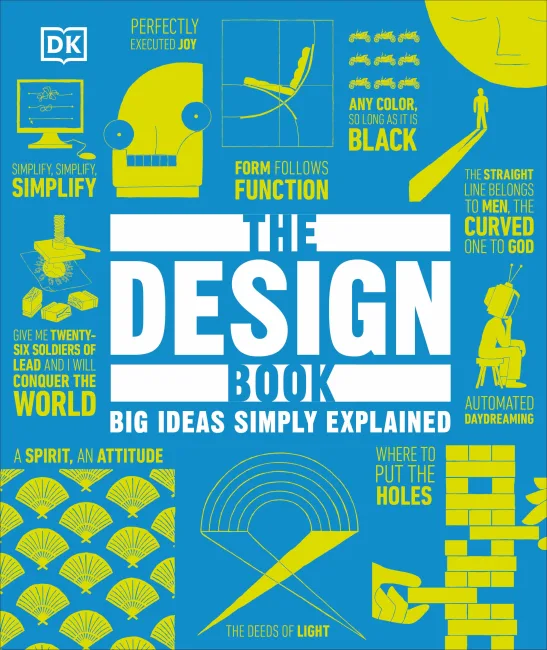 DK
PERFECTLY
EXECUTED JOY
ANY COLOR,
SO LONG AS IT IS
BLACK
SIMPLIFY, SIMPLIFY,
SIMPLIFY
FORM FOLLOWS
FUNCTION
THE STRAIGHT
LINE BELONGS
TO MEN, THE
CURVED
ONE TO GOD
THE
DESIGN
BOOK
BIG IDEAS SIMPLY EXPLAINED
GIVE ME TWENTY-
SIX SOLDIERS OF
LEAD AND I WILL
CONQUER THE
WORLD
AUTOMATED
DAYDREAMING
A SPIRIT, AN ATTITUDE
WHERE TO
PUT THE
HOLES
THE DEEDS OF LIGHT